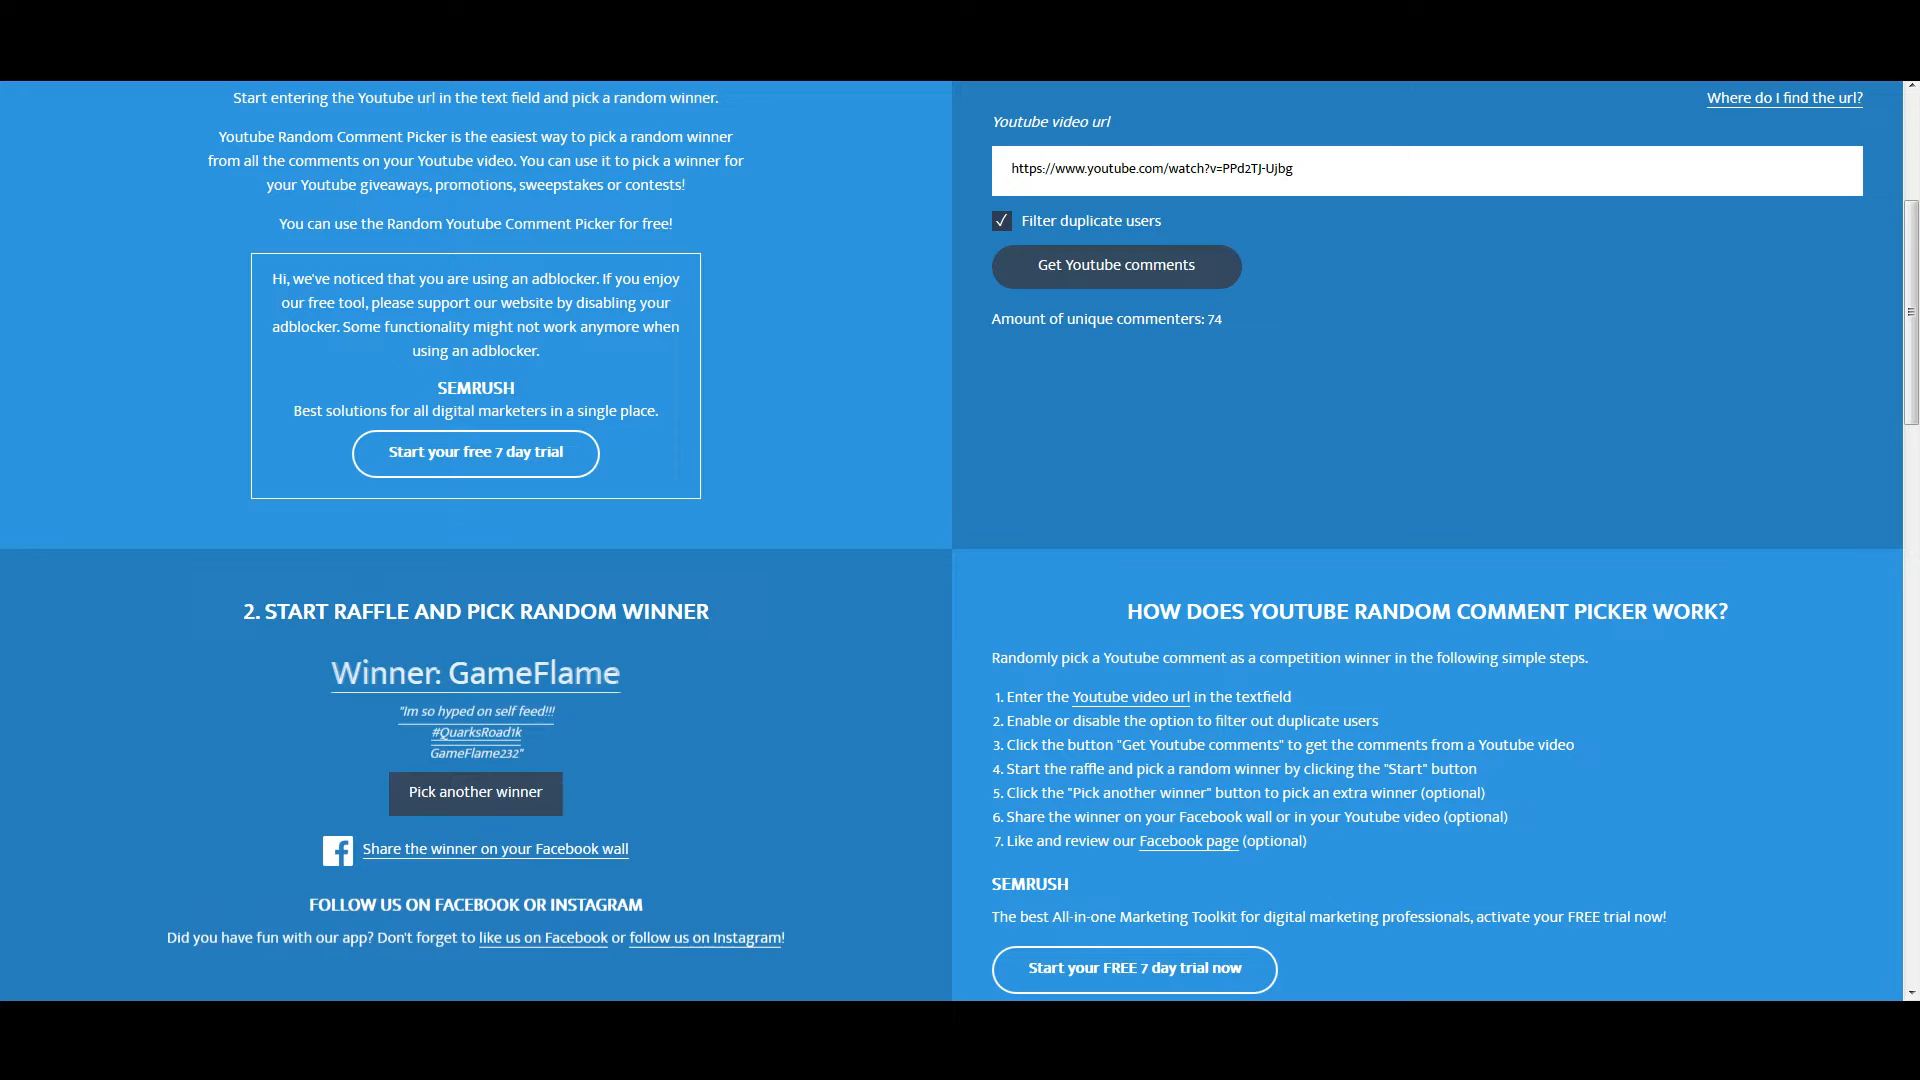 Start entering the Youtube url in the text field and pick a random winner.
Youtube Random Comment Picker is the easiest way to pick a random winner
from all the comments on your Youtube video. You can use it to pick a winner for
your Youtube giveaways, promotions, sweepstakes or contests!
You can use the Random Youtube Comment Picker for free!
Hi, we've noticed that you are using an adblocker. If you enjoy
our free tool, please support our website by disabling your
adblocker. Some functionality might not work anymore when
using an adblocker.
SEMRUSH
Best solutions for all digital marketers in a single place.
Start your free 7 day trial
Where do I find the url?
Youtube video url
https://www.youtube.com/watch?v=PPd2TJ-Ujbg
Filter duplicate users
Get Youtube comments
Amount of unique commenters: 74
2. START RAFFLE AND PICK RANDOM WINNER
Winner: GameFlame
"Im so hyped on self feed!!!
#QuarksRoad1k
GameFlame232"
Pick another winner
Share the winner on your Facebook wall
FOLLOW US ON FACEBOOK OR INSTAGRAM
Did you have fun with our app? Don't forget to like us on Facebook or follow us on Instagram!
HOW DOES YOUTUBE RANDOM COMMENT PICKER WORK?
Randomly pick a Youtube comment as a competition winner in the following simple steps.
1. Enter the Youtube video url in the textfield
2. Enable or disable the option to filter out duplicate users
3. Click the button "Get Youtube comments" to get the comments from a Youtube video
4. Start the raffle and pick a random winner by clicking the "Start" button
5. Click the "Pick another winner" button to pick an extra winner (optional)
6. Share the winner on your Facebook wall or in your Youtube video (optional)
7. Like and review our Facebook page (optional)
SEMRUSH
The best All-in-one Marketing Toolkit for digital marketing professionals, activate your FREE trial now!
Start your FREE 7 day trial now